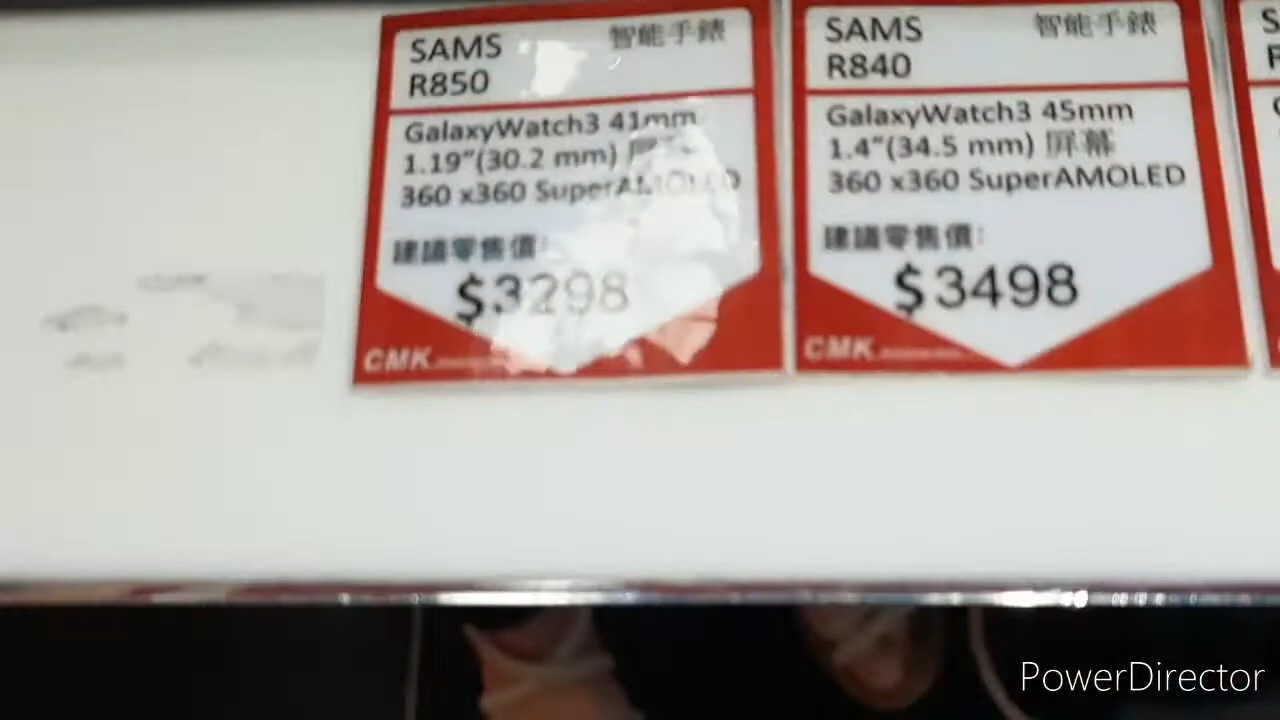 SAMS
R850
智能手錶
GalaxyWatch3 41mm
1.19"(30.2 mm)
360 x360 SuperAMOLED
建議零售價:
$3298
CMK
SAMS
R840
智能手錶
GalaxyWatch3 45mm
1.4"(34.5 mm) 屏幕
360 x360 SuperAMOLED
建議零售價:
$3498
CMK
PowerDirector